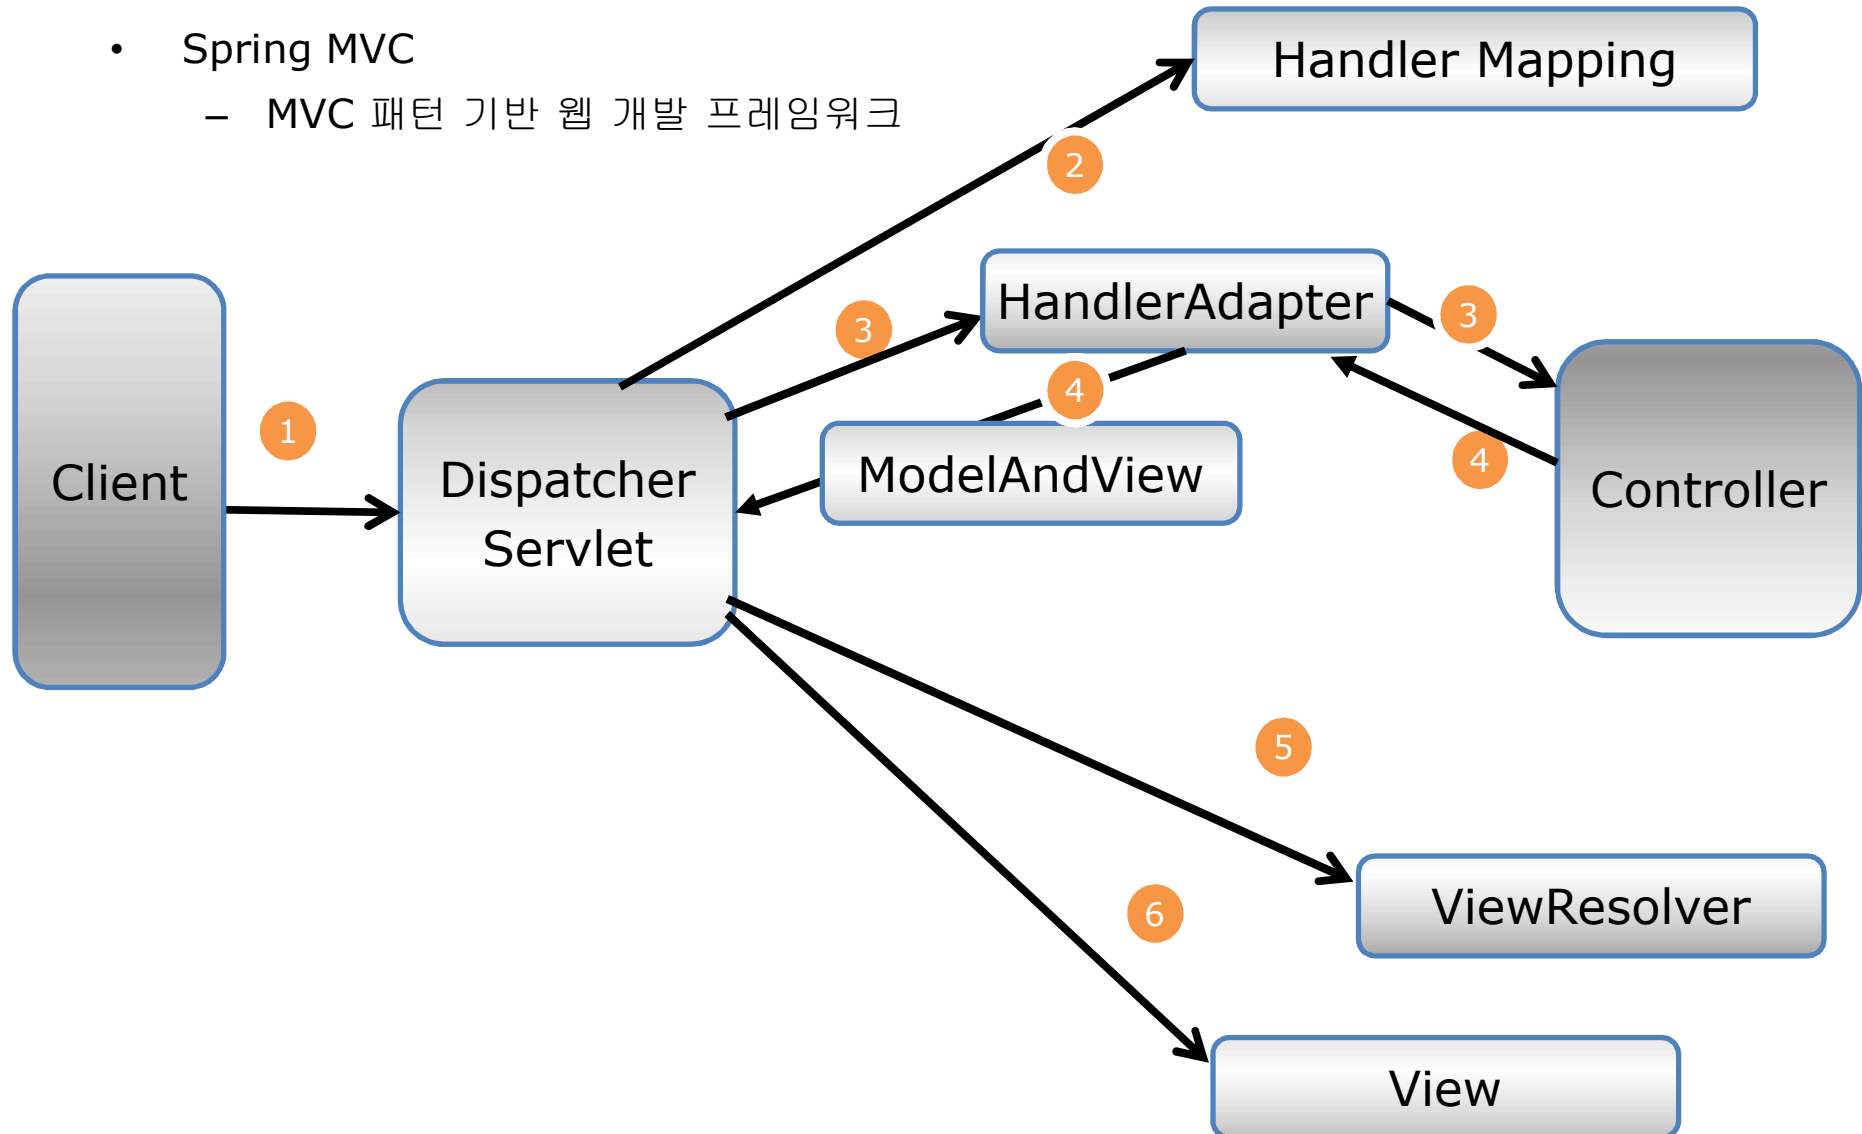 • Spring MVC
– MVC 패턴 기반 웹 개발 프레임워크
Handler Mapping
2
HandlerAdapter
3
3
4
1
ModelAndView
4
Client
Dispatcher
Servlet
Controller
5
ViewResolver
6
View